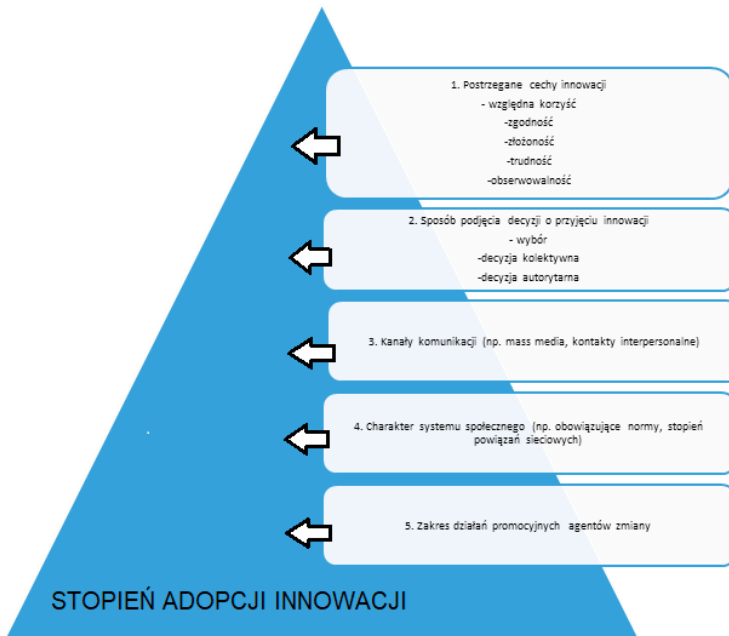 1. Postrzegane cechy innowacji
- względna korzyść
-zgodność
-złożoność
-trudność
-obserwowalność
2. Sposób podjęcia decyzji o przyjęciu innowacji
- wybór
-decyzja kolektywna
-decyzja autorytarna
3. Kanały komunikacji (np. mass media, kontakty interpersonalne)
4. Charakter systemu społecznego (np. obowiązujące normy, stopień
powiązań sieciowych)
5. Zakres działań promocyjnych agentów zmiany
STOPIEŃ ADOPCJI INNOWACJI